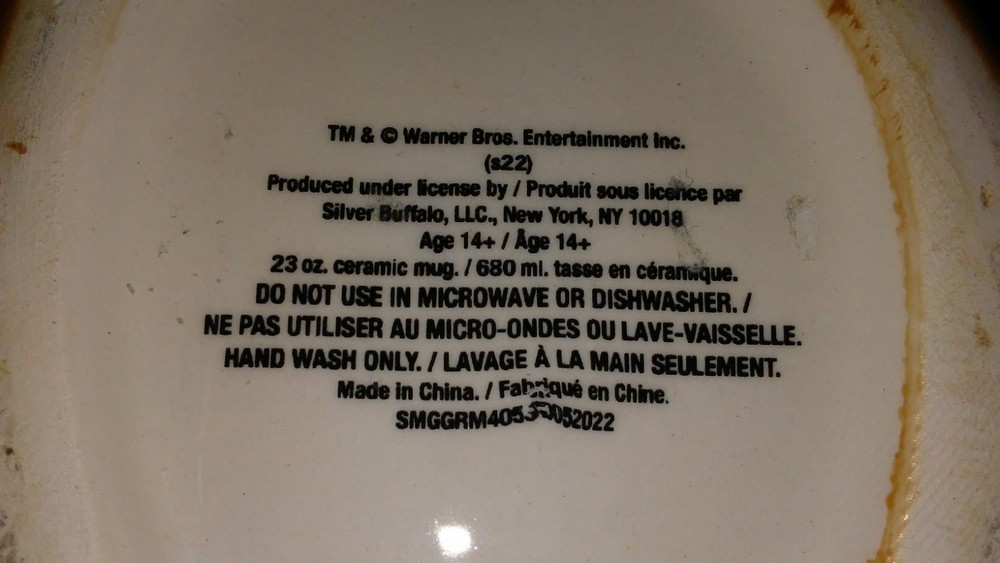 TM & © Warner Bros. Entertainment Inc.
(s22)
Produced under license by / Produit sous licence par
Silver Buffalo, LLC., New York, NY 10018
Age 14+ / Âge 14+
23 oz. ceramic mug. / 680 ml. tasse en céramique.
DO NOT USE IN MICROWAVE OR DISHWASHER. /
NE PAS UTILISER AU MICRO-ONDES OU LAVE-VAISSELLE.
HAND WASH ONLY. / LAVAGE À LA MAIN SEULEMENT.
Made in China. / Fabriqué en Chine.